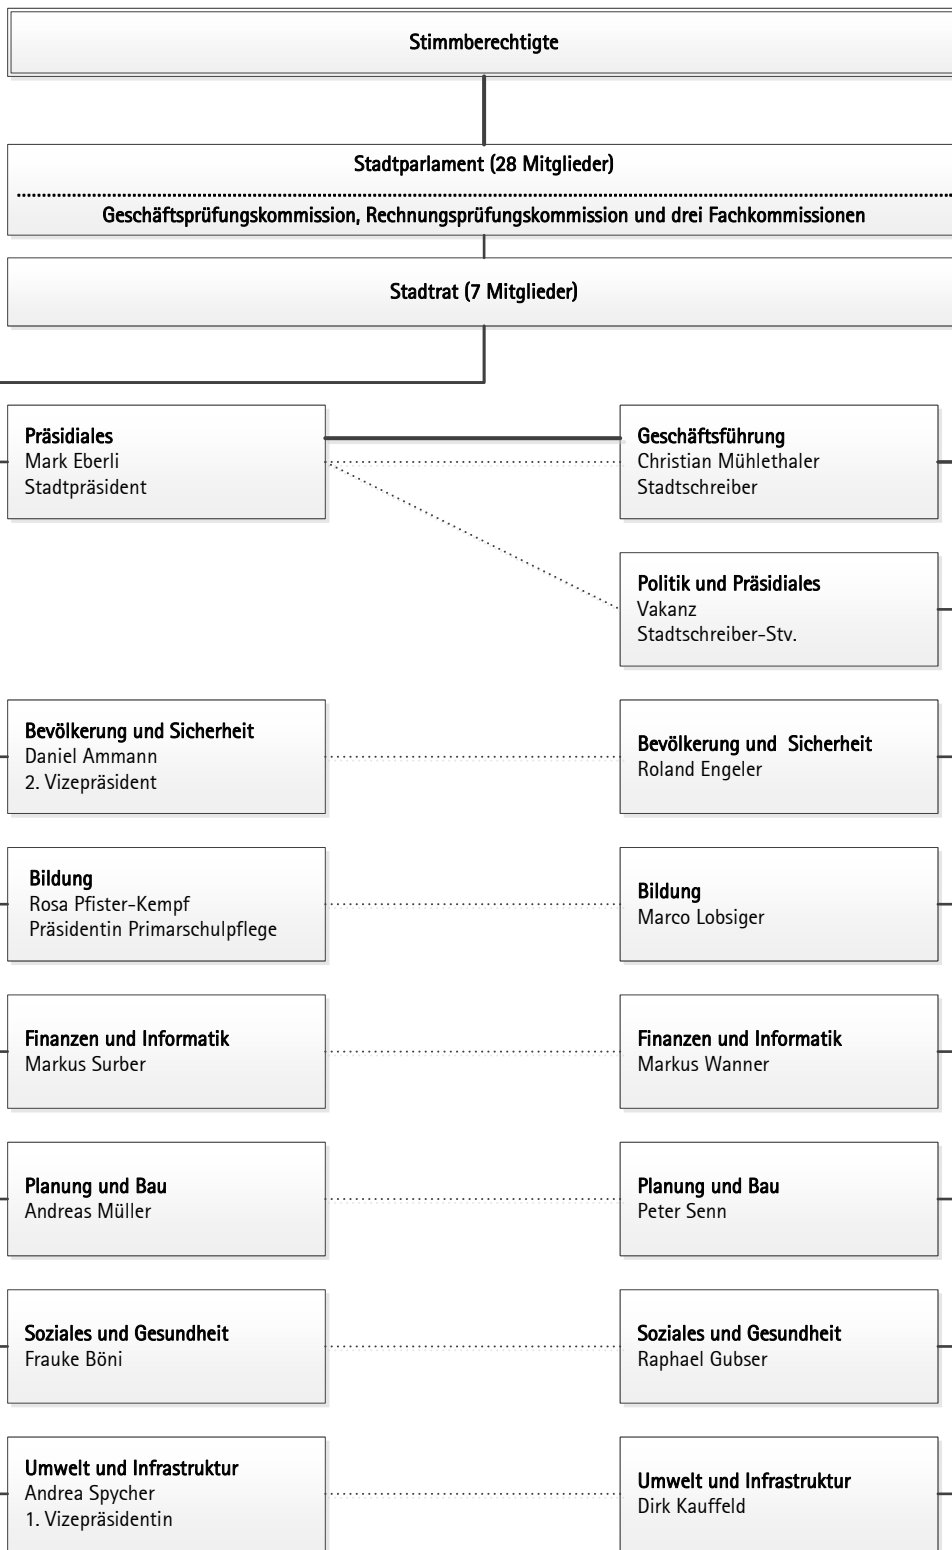 Stimmberechtigte
Stadtparlament (28 Mitglieder)
Geschäftsprüfungskommission, Rechnungsprüfungskommission und drei Fachkommissionen
Stadtrat (7 Mitglieder)
Präsidiales
Mark Eberli
Stadtpräsident
Geschäftsführung
Christian Mühlethaler
Stadtschreiber
Politik und Präsidiales
Vakanz
Stadtschreiber-Stv.
Bevölkerung und Sicherheit
Daniel Ammann
2. Vizepräsident
Bevölkerung und  Sicherheit
Roland Engeler
Bildung
Rosa Pfister-Kempf
Präsidentin Primarschulpflege
Bildung
Marco Lobsiger
Finanzen und Informatik
Markus Surber
Finanzen und Informatik
Markus Wanner
Planung und Bau
Andreas Müller
Planung und Bau
Peter Senn
Soziales und Gesundheit
Frauke Böni
Soziales und Gesundheit
Raphael Gubser
Umwelt und Infrastruktur
Andrea Spycher
1. Vizepräsidentin
Umwelt und Infrastruktur
Dirk Kauffeld